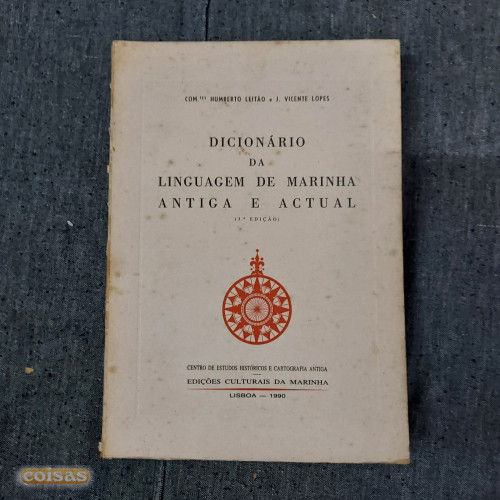 COM.TES HUMBERTO LEITÃO e J. VICENTE LOPES
DICIONÁRIO
DA
LINGUAGEM DE MARINHA
ANTIGA E ACTUAL
(3.ª EDIÇÃO)
CENTRO DE ESTUDOS HISTÓRICOS E CARTOGRAFIA ANTIGA
EDIÇÕES CULTURAIS DA MARINHA
LISBOA — 1990
coisas